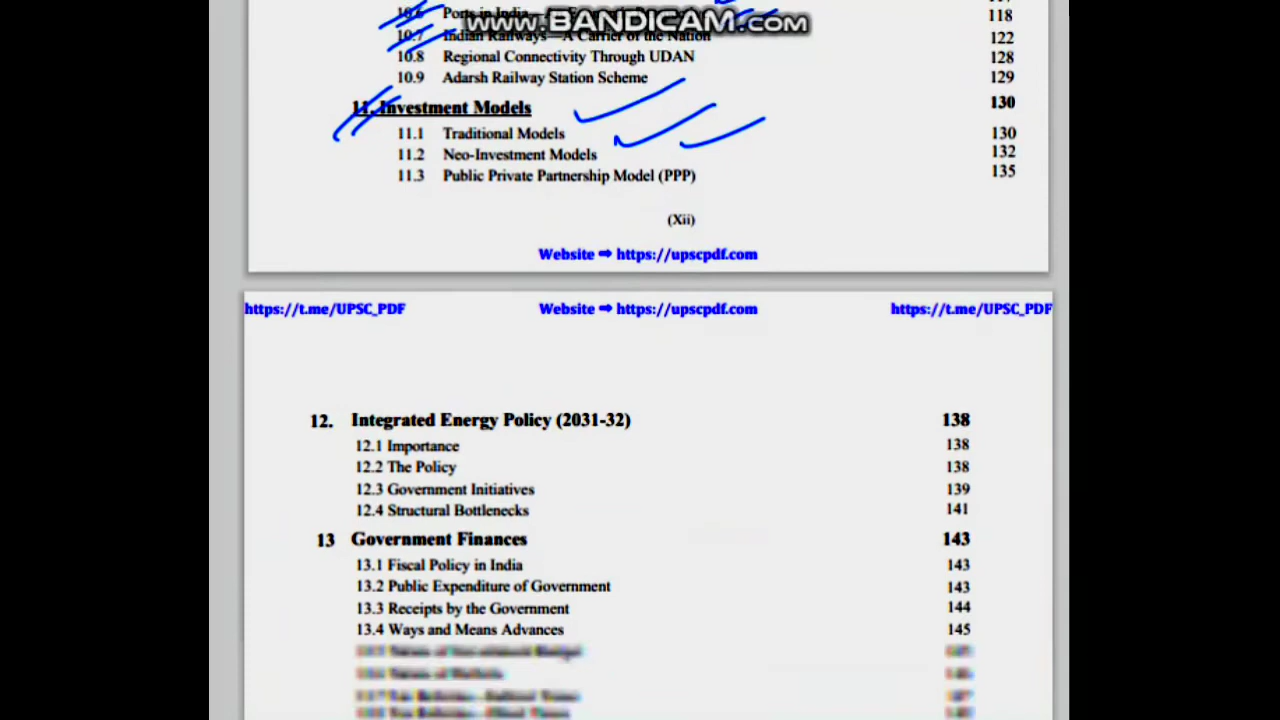 117
10.6 Ports in India
118
www.BANDICAM.com
10.7 Indian Railways—A Carrier of the Nation 122
10.8 Regional Connectivity Through UDAN 128
10.9 Adarsh Railway Station Scheme 129
11. Investment Models 130
11.1 Traditional Models 130
11.2 Neo-Investment Models 132
11.3 Public Private Partnership Model (PPP) 135
(Xii)
Website ➡ https://upscpdf.com
https://t.me/UPSC_PDF Website ➡ https://upscpdf.com https://t.me/UPSC_PDF
12. Integrated Energy Policy (2031-32) 138
12.1 Importance 138
12.2 The Policy 138
12.3 Government Initiatives 139
12.4 Structural Bottlenecks 141
13 Government Finances 143
13.1 Fiscal Policy in India 143
13.2 Public Expenditure of Government 143
13.3 Receipts by the Government 144
13.4 Ways and Means Advances 145